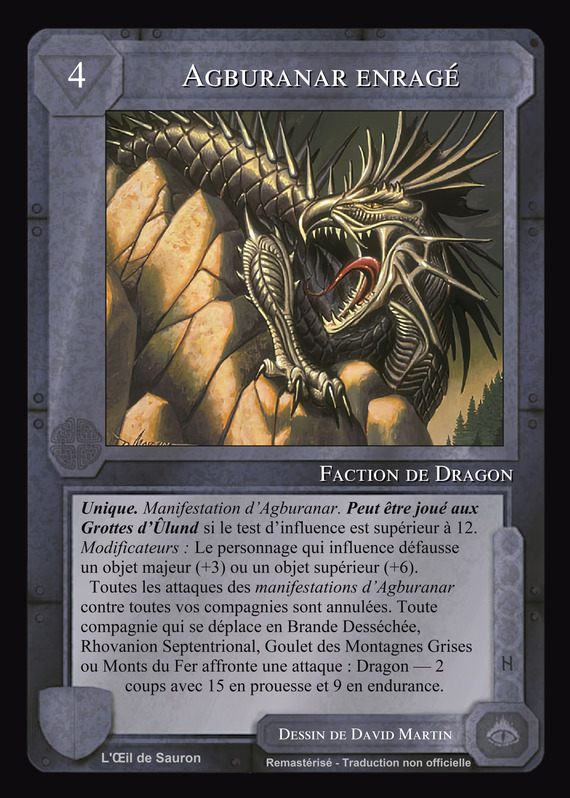 4
Agburanar enragé
Faction de Dragon
Unique. Manifestation d'Agburanar. Peut être joué aux
Grottes d'Ûlund si le test d'influence est supérieur à 12.
Modificateurs : Le personnage qui influence défausse
un objet majeur (+3) ou un objet supérieur (+6).
Toutes les attaques des manifestations d'Agburanar
contre toutes vos compagnies sont annulées. Toute
compagnie qui se déplace en Brande Desséchée,
Rhovanion Septentrional, Goulet des Montagnes Grises
ou Monts du Fer affronte une attaque : Dragon — 2
coups avec 15 en prouesse et 9 en endurance.
Dessin de David Martin
L'Œil de Sauron
Remastérisé - Traduction non officielle